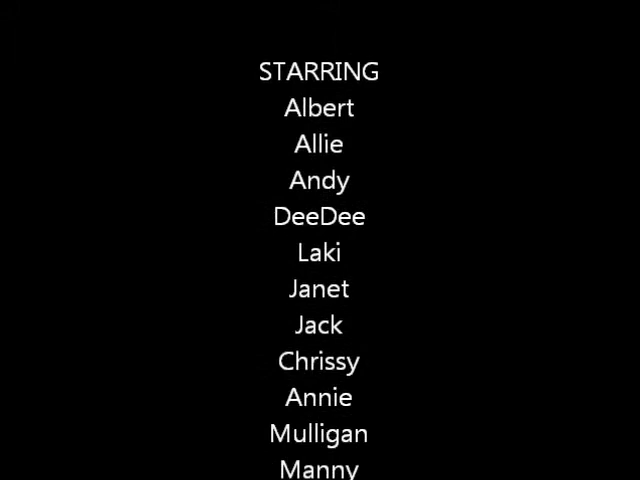 STARRING
Albert
Allie
Andy
DeeDee
Laki
Janet
Jack
Chrissy
Annie
Mulligan
Manny